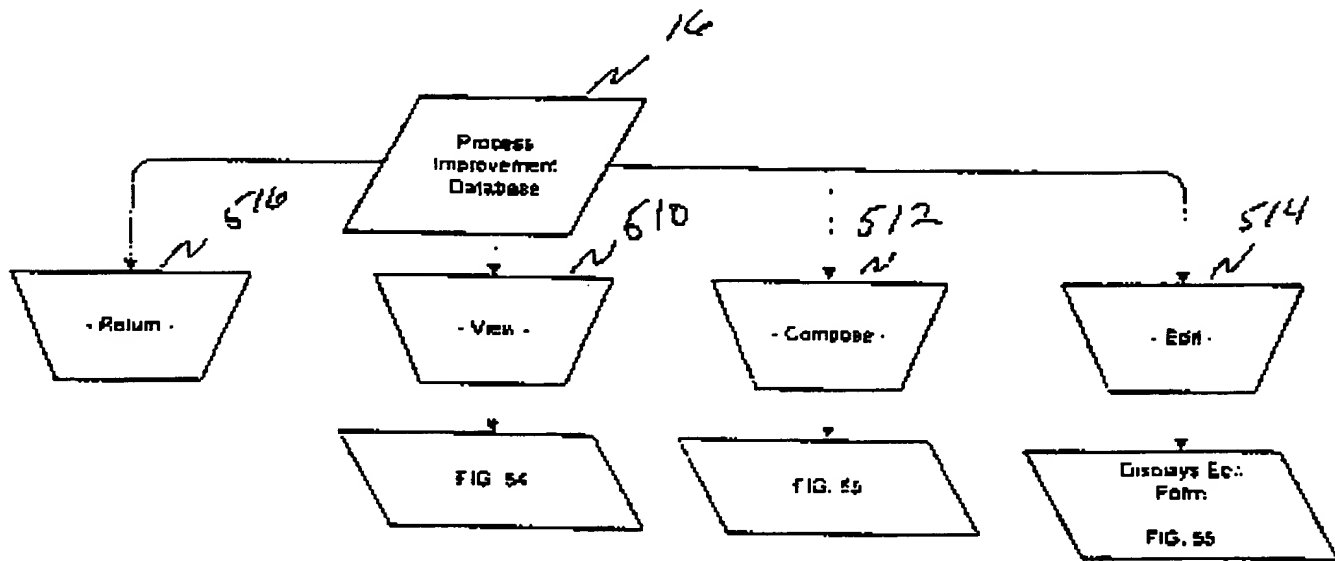 16
Process
Improvement
Database
516
510
512
514
- Return -
- View -
- Compose -
- Edit -
FIG. 54
FIG. 55
Displays Edit
Form
FIG. 55